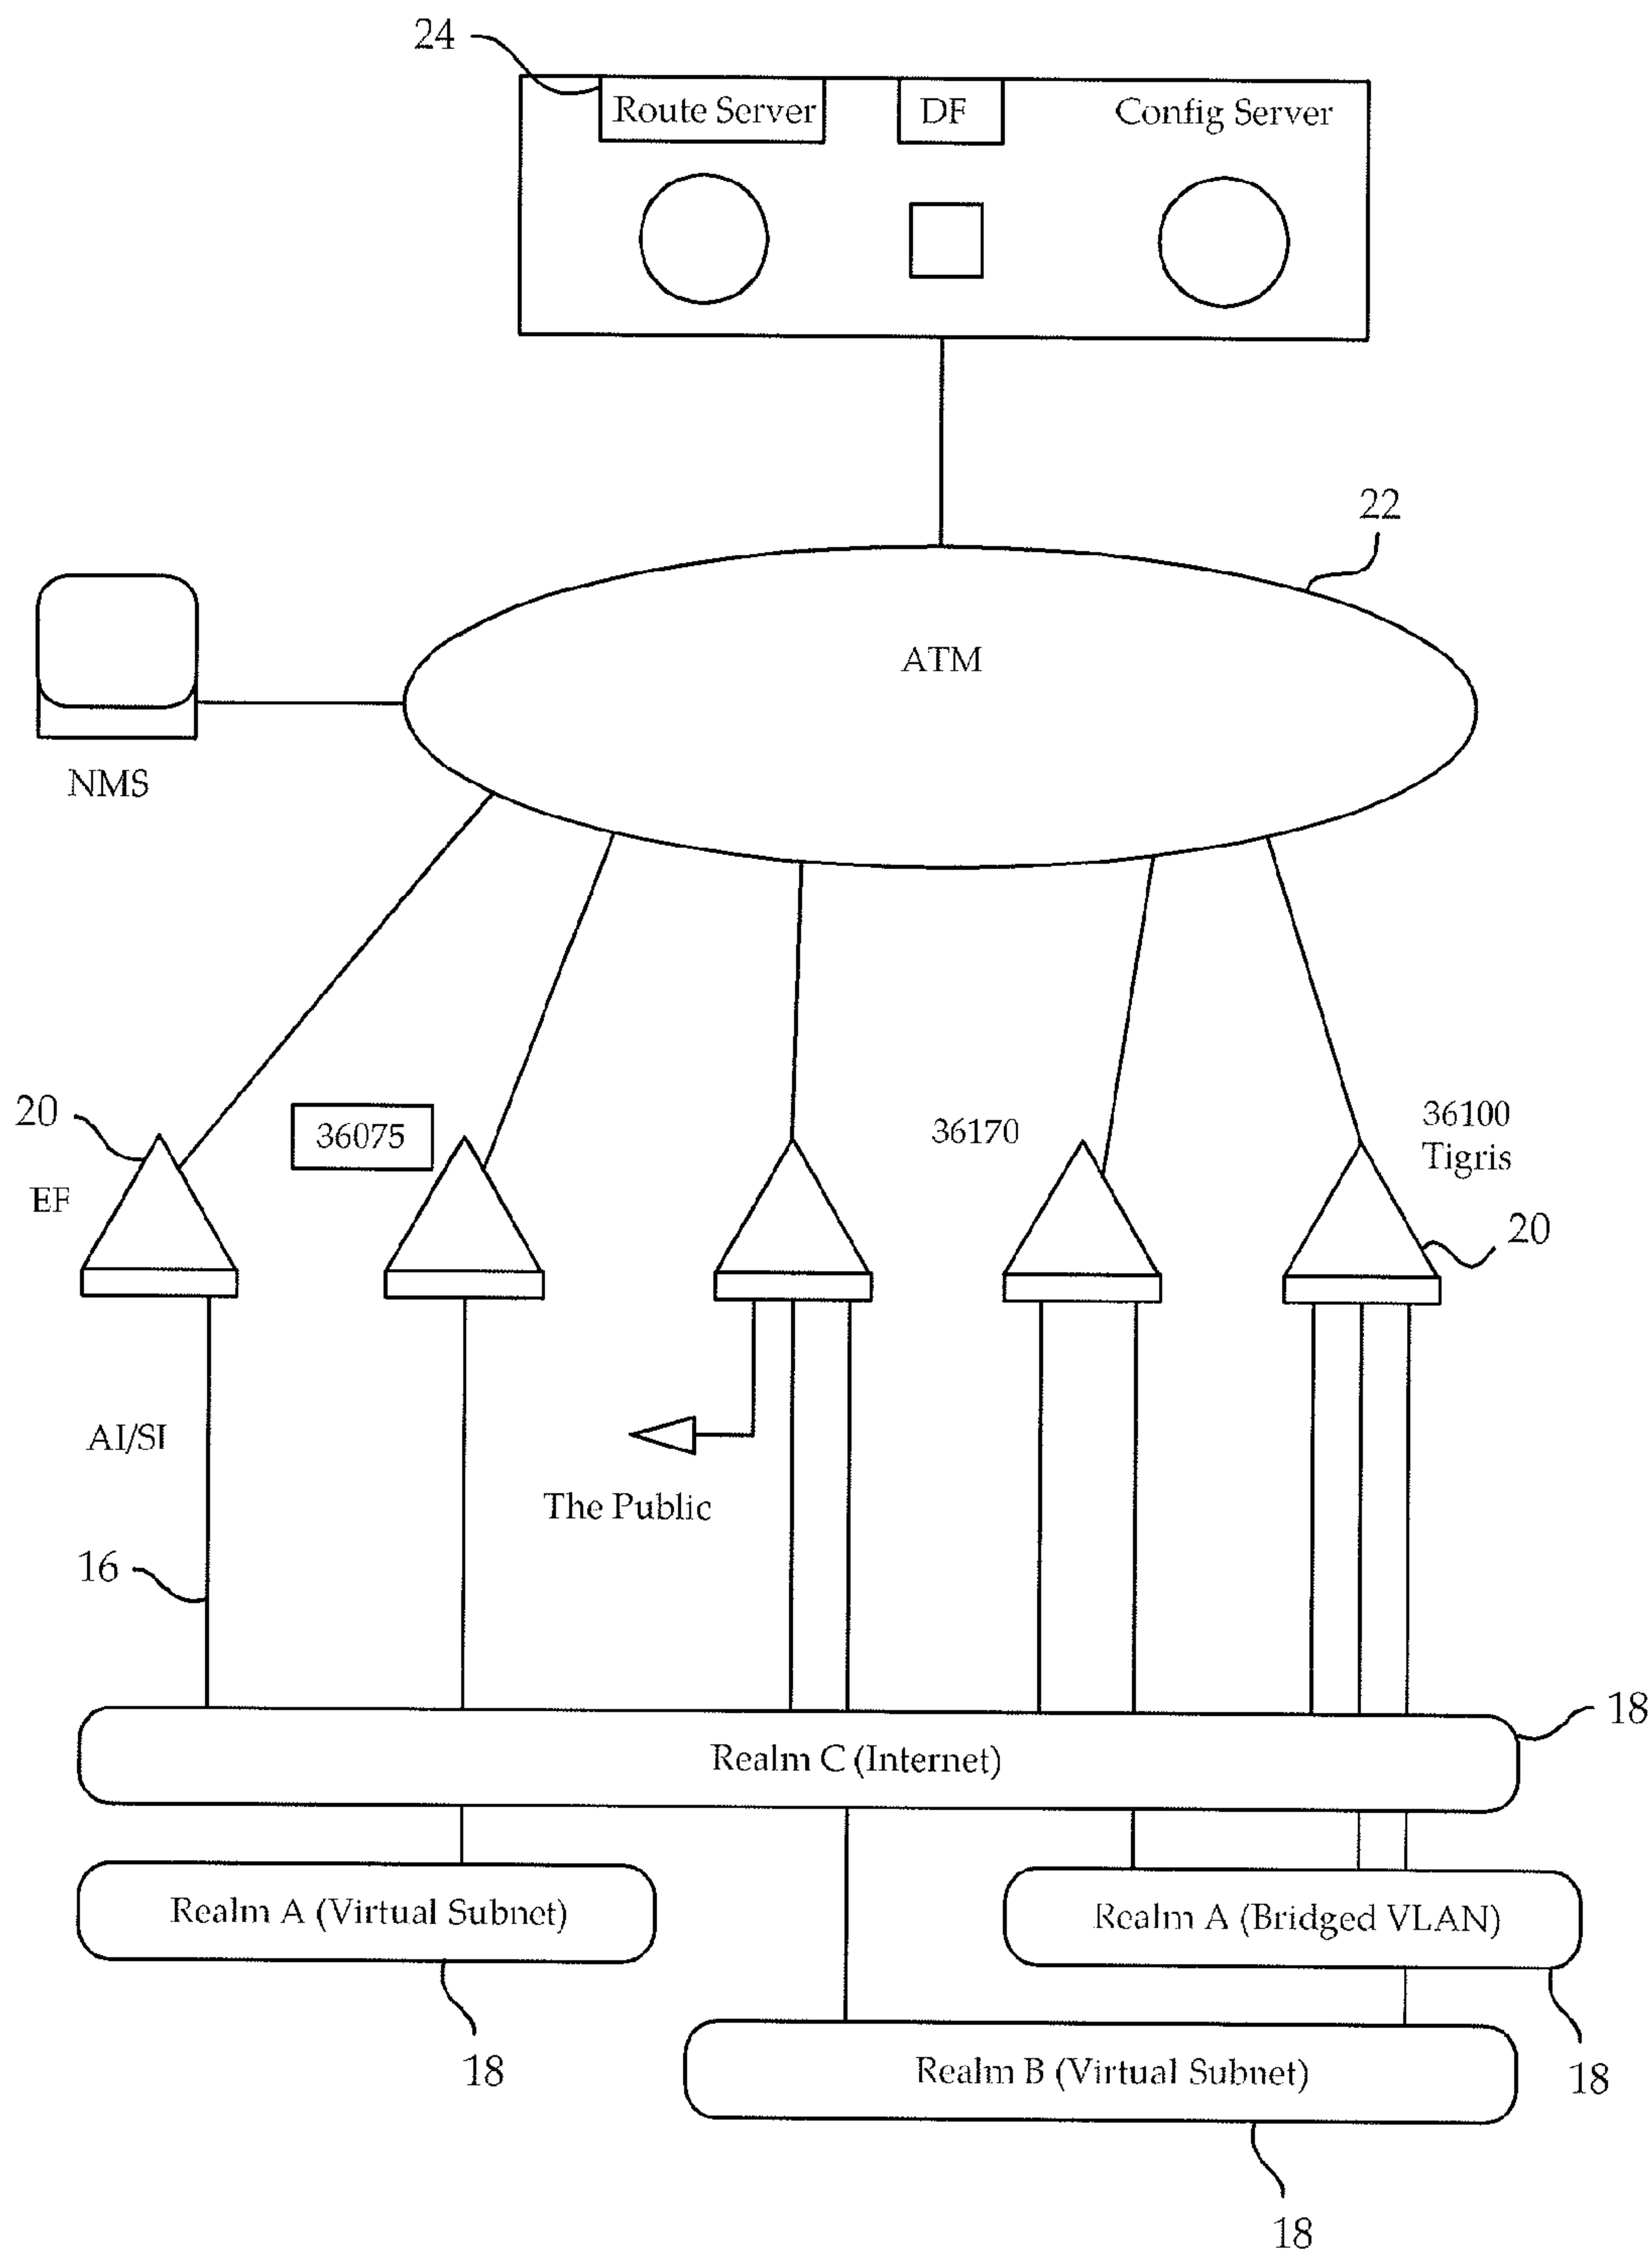 24
Route Server
DF
Config Server
22
ATM
NMS
20
EF
36075
36170
36100
Tigris
20
AI/SI
The Public
16
18
Realm C (Internet)
Realm A (Virtual Subnet)
Realm A (Bridged VLAN)
18
18
Realm B (Virtual Subnet)
18